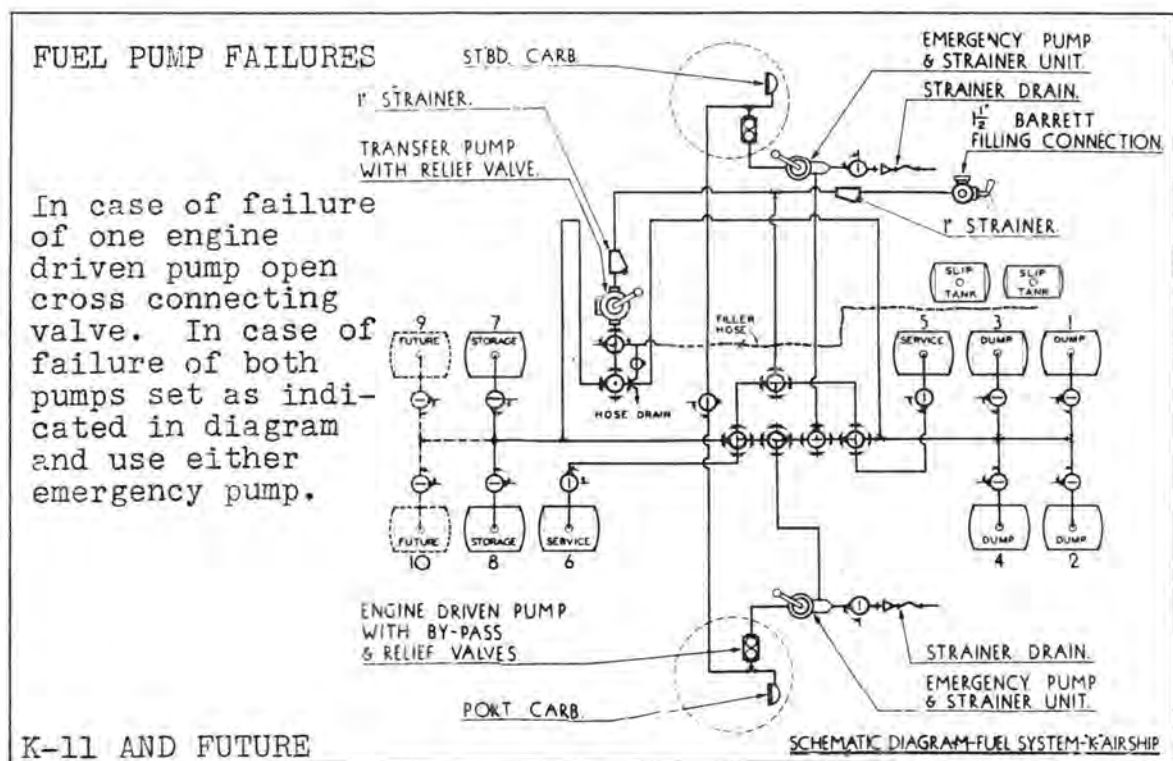 FUEL PUMP FAILURES
In case of failure
of one engine
driven pump open
cross connecting
valve. In case of
failure of both
pumps set as indi-
cated in diagram
and use either
emergency pump.
STBD. CARB.
1" STRAINER.
TRANSFER PUMP
WITH RELIEF VALVE.
EMERGENCY PUMP
& STRAINER UNIT.
STRAINER DRAIN.
1 1/2" BARRETT
FILLING CONNECTION.
1" STRAINER.
SLIP
TANK
SLIP
TANK
FILLER
HOSE
HOSE DRAIN
9
FUTURE
7
STORAGE
5
SERVICE
3
DUMP
1
DUMP
FUTURE
10
STORAGE
8
SERVICE
6
DUMP
4
DUMP
2
ENGINE DRIVEN PUMP
WITH BY-PASS
& RELIEF VALVES
PORT CARB.
STRAINER DRAIN.
EMERGENCY PUMP
& STRAINER UNIT.
K-11 AND FUTURE
SCHEMATIC DIAGRAM-FUEL SYSTEM-"K"AIRSHIP